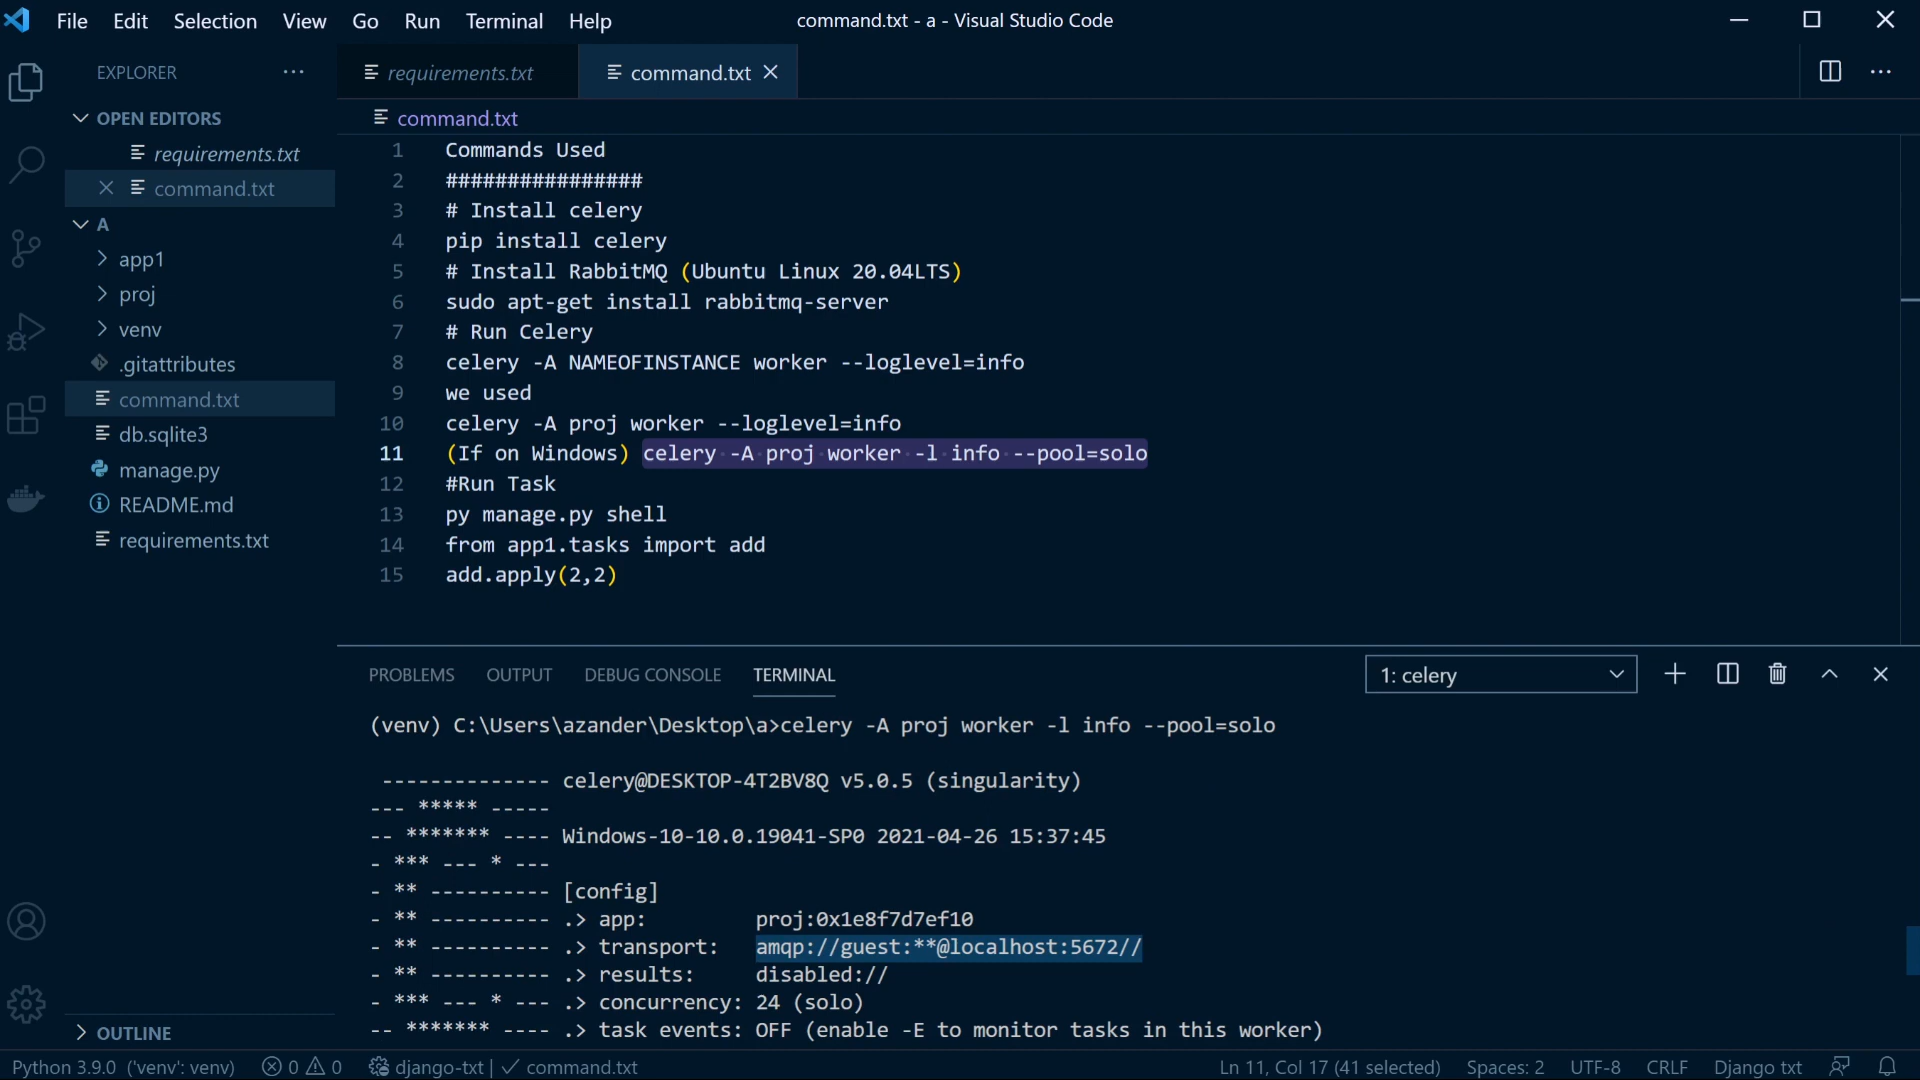 File Edit Selection View Go Run Terminal Help
command.txt - a - Visual Studio Code
EXPLORER
OPEN EDITORS
requirements.txt
command.txt
A
app1
proj
venv
.gitattributes
command.txt
db.sqlite3
manage.py
README.md
requirements.txt
OUTLINE
requirements.txt
command.txt
command.txt
1 Commands Used
2 ################
3 # Install celery
4 pip install celery
5 # Install RabbitMQ (Ubuntu Linux 20.04LTS)
6 sudo apt-get install rabbitmq-server
7 # Run Celery
8 celery -A NAMEOFINSTANCE worker --loglevel=info
9 we used
10 celery -A proj worker --loglevel=info
11 (If on Windows) celery -A proj worker -l info --pool=solo
12 #Run Task
13 py manage.py shell
14 from app1.tasks import add
15 add.apply(2,2)
PROBLEMS OUTPUT DEBUG CONSOLE TERMINAL
1: celery
(venv) C:\Users\azander\Desktop\a>celery -A proj worker -l info --pool=solo
-------------- celery@DESKTOP-4T2BV8Q v5.0.5 (singularity)
--- ***** -----
-- ******* ---- Windows-10-10.0.19041-SP0 2021-04-26 15:37:45
- *** --- * ---
- ** ---------- [config]
- ** ---------- .> app: proj:0x1e8f7d7ef10
- ** ---------- .> transport: amqp://guest:**@localhost:5672//
- ** ---------- .> results: disabled://
- *** --- * --- .> concurrency: 24 (solo)
-- ******* ---- .> task events: OFF (enable -E to monitor tasks in this worker)
Python 3.9.0 ('venv': venv) 0 0 django-txt | command.txt
Ln 11, Col 17 (41 selected) Spaces: 2 UTF-8 CRLF Django txt